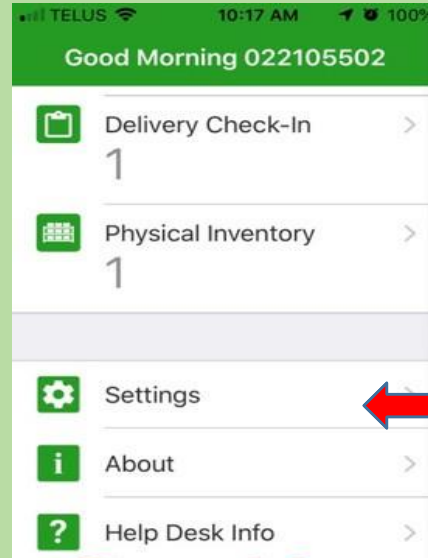 TELUS 10:17 AM 100%
Good Morning 022105502
Delivery Check-In
1
Physical Inventory
1
Settings
i About
? Help Desk Info